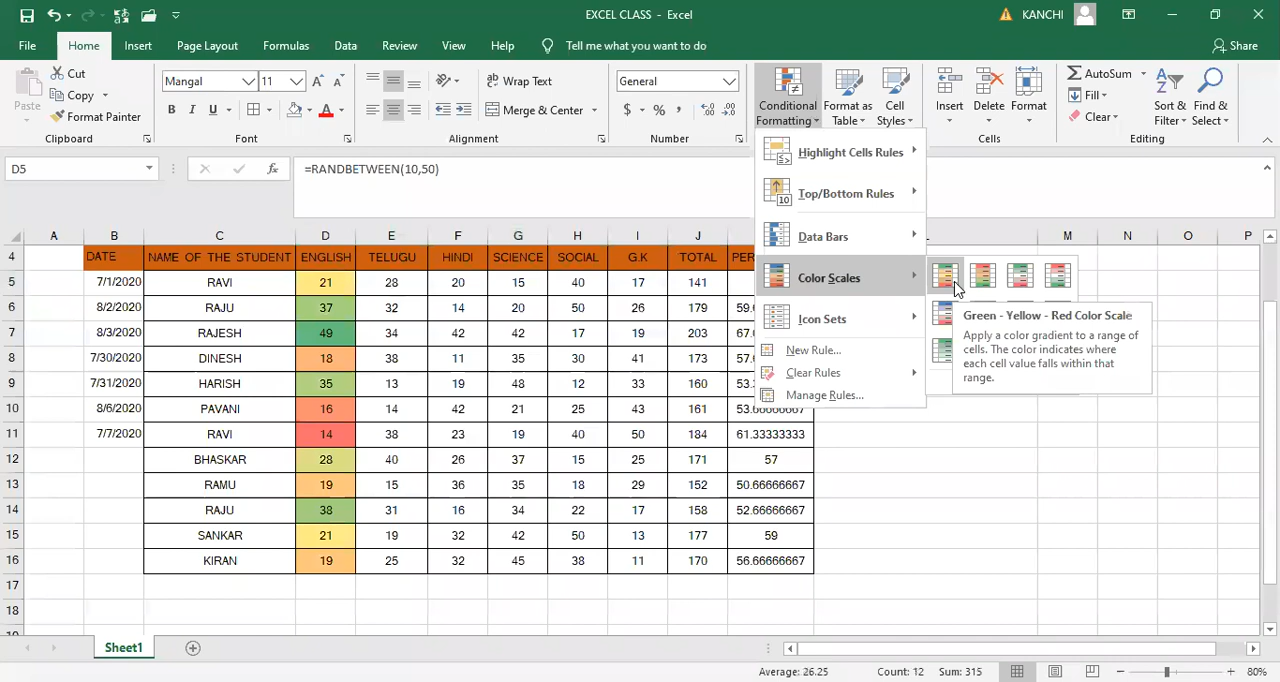 EXCEL CLASS - Excel
KANCHI
File Home Insert Page Layout Formulas Data Review View Help Tell me what you want to do Share
Paste
Cut
Copy
Format Painter
Clipboard
Mangal 11
B I U
Font
Wrap Text
Merge & Center
Alignment
General
$ % ,
Number
Conditional Formatting
Format as Table
Cell Styles
Insert Delete Format
Cells
AutoSum
Fill
Clear
Sort & Filter
Find & Select
Editing
D5
fx
=RANDBETWEEN(10,50)
Highlight Cells Rules
Top/Bottom Rules
Data Bars
Color Scales
Icon Sets
New Rule...
Clear Rules
Manage Rules...
Green - Yellow - Red Color Scale
Apply a color gradient to a range
of cells. The color indicates where
each cell value falls within that
range.
A B C D E F G H I J M N O P
4 DATE NAME OF THE STUDENT ENGLISH TELUGU HINDI SCIENCE SOCIAL G.K TOTAL
5 7/1/2020 RAVI 21 28 20 15 40 17 141
6 8/2/2020 RAJU 37 32 14 20 50 26 179
7 8/3/2020 RAJESH 49 34 42 42 17 19 203
8 7/30/2020 DINESH 18 38 11 35 30 41 173
9 7/31/2020 HARISH 35 13 19 48 12 33 160
10 8/6/2020 PAVANI 16 14 42 21 25 43 161 53.66666667
11 7/7/2020 RAVI 14 38 23 19 40 50 184 61.33333333
12 BHASKAR 28 40 26 37 15 25 171 57
13 RAMU 19 15 36 35 18 29 152 50.66666667
14 RAJU 38 31 16 34 22 17 158 52.66666667
15 SANKAR 21 19 32 42 50 13 177 59
16 KIRAN 19 25 32 45 38 11 170 56.66666667
17
18
Sheet1
Average: 26.25 Count: 12 Sum: 315 80%